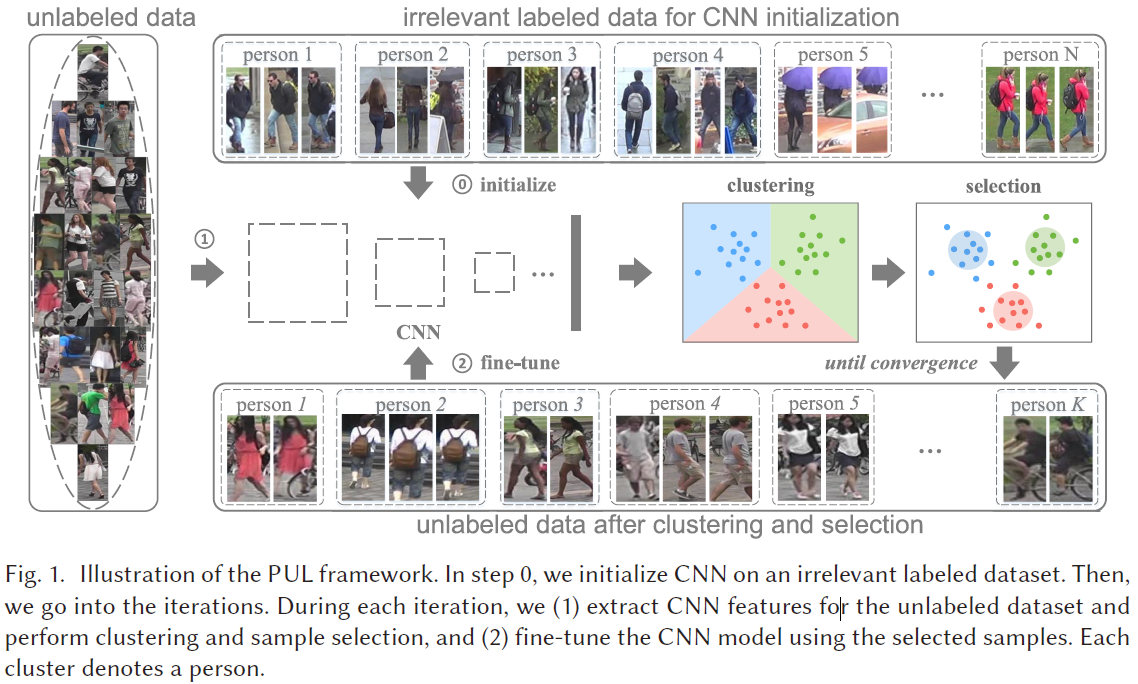 unlabeled data
irrelevant labeled data for CNN initialization
person 1
person 2
person 3
person 4
person 5
person N
...
⓪ initialize
clustering
selection
①
...
CNN
② fine-tune
until convergence
person 1
person 2
person 3
person 4
person 5
person K
...
unlabeled data after clustering and selection
Fig. 1. Illustration of the PUL framework. In step 0, we initialize CNN on an irrelevant labeled dataset. Then,
we go into the iterations. During each iteration, we (1) extract CNN features for the unlabeled dataset and
perform clustering and sample selection, and (2) fine-tune the CNN model using the selected samples. Each
cluster denotes a person.